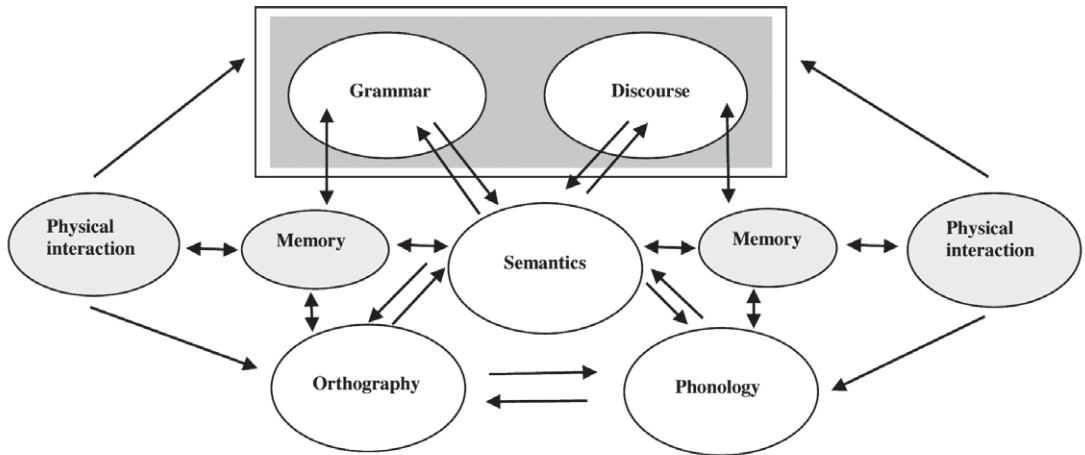 Grammar
Discourse
Physical
interaction
Memory
Semantics
Memory
Physical
interaction
Orthography
Phonology